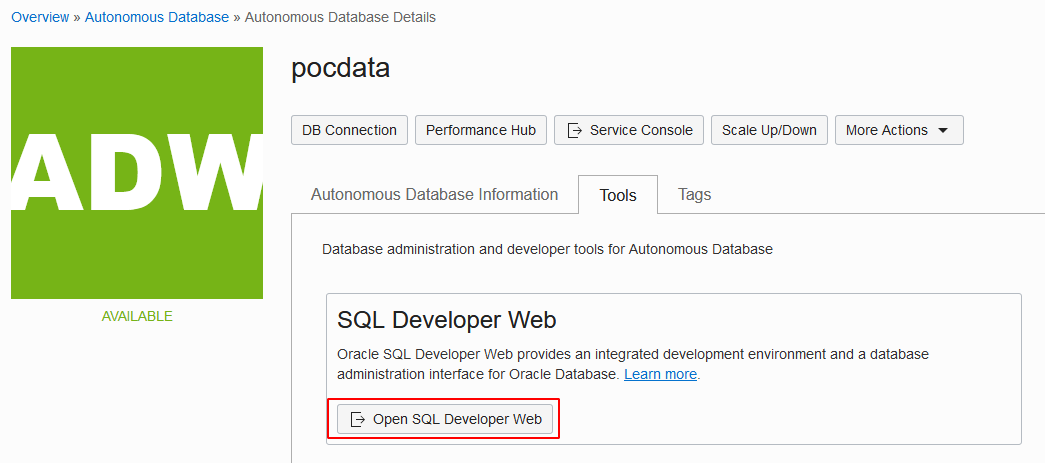 Overview » Autonomous Database » Autonomous Database Details
ADW
AVAILABLE
pocdata
DB Connection Performance Hub Service Console Scale Up/Down More Actions
Autonomous Database Information Tools Tags
Database administration and developer tools for Autonomous Database
SQL Developer Web
Oracle SQL Developer Web provides an integrated development environment and a database
administration interface for Oracle Database. Learn more.
Open SQL Developer Web